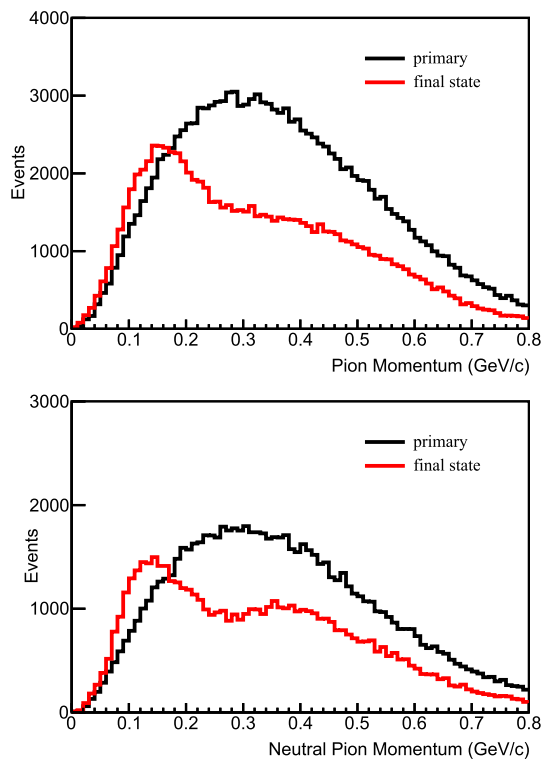 4000
3000
2000
1000
0
Events
primary
final state
0 0.1 0.2 0.3 0.4 0.5 0.6 0.7 0.8
Pion Momentum (GeV/c)
3000
2000
1000
0
Events
primary
final state
0 0.1 0.2 0.3 0.4 0.5 0.6 0.7 0.8
Neutral Pion Momentum (GeV/c)